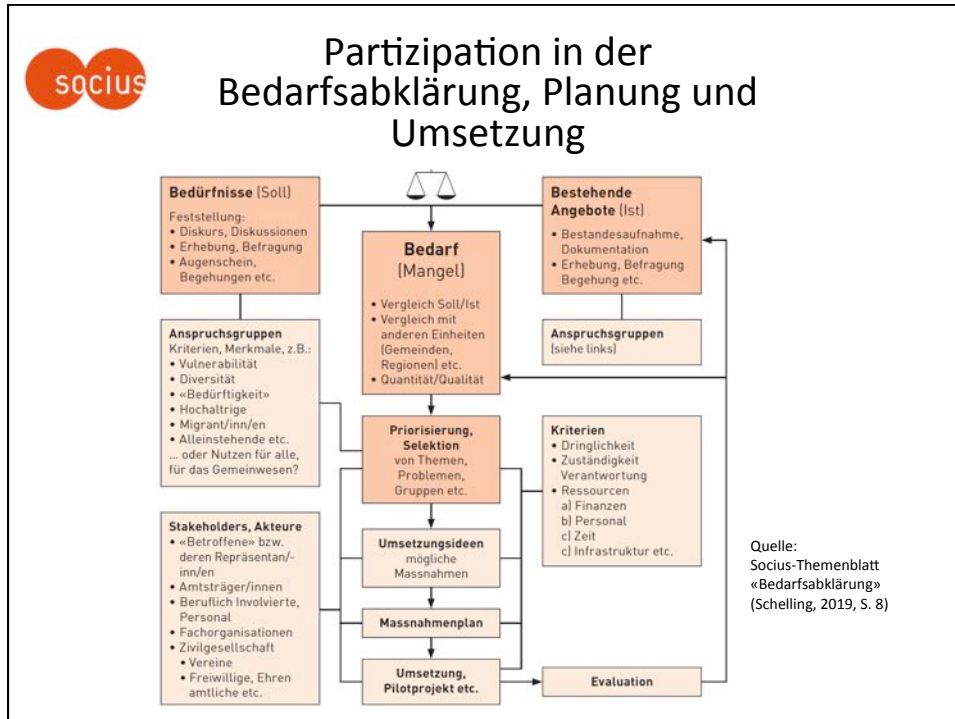 socius
Partizipation in der
Bedarfsabklärung, Planung und
Umsetzung
Bedürfnisse (Soll)
Feststellung:
• Diskurs, Diskussionen
• Erhebung, Befragung
• Augenschein,
Begehungen etc.
Bedarf
(Mangel)
• Vergleich Soll/Ist
• Vergleich mit
anderen Einheiten
(Gemeinden,
Regionen) etc.
• Quantität/Qualität
Bestehende
Angebote (Ist)
• Bestandesaufnahme,
Dokumentation
• Erhebung, Befragung
Begehung etc.
Anspruchsgruppen
Kriterien, Merkmale, z.B.:
• Vulnerabilität
• Diversität
• «Bedürftigkeit»
• Hochaltrige
• Migrant/inn/en
• Alleinstehende etc.
... oder Nutzen für alle,
für das Gemeinwesen?
Anspruchsgruppen
(siehe links)
Priorisierung,
Selektion
von Themen,
Problemen,
Gruppen etc.
Kriterien
• Dringlichkeit
• Zuständigkeit
Verantwortung
• Ressourcen
a) Finanzen
b) Personal
c) Zeit
c) Infrastruktur etc.
Stakeholders, Akteure
• «Betroffene» bzw.
deren Repräsentan/-
inn/en
• Amtsträger/innen
• Beruflich Involvierte,
Personal
• Fachorganisationen
• Zivilgesellschaft
• Vereine
• Freiwillige, Ehren
amtliche etc.
Umsetzungsideen
mögliche
Massnahmen
Massnahmenplan
Umsetzung,
Pilotprojekt etc.
Evaluation
Quelle:
Socius-Themenblatt
«Bedarfsabklärung»
(Schelling, 2019, S. 8)